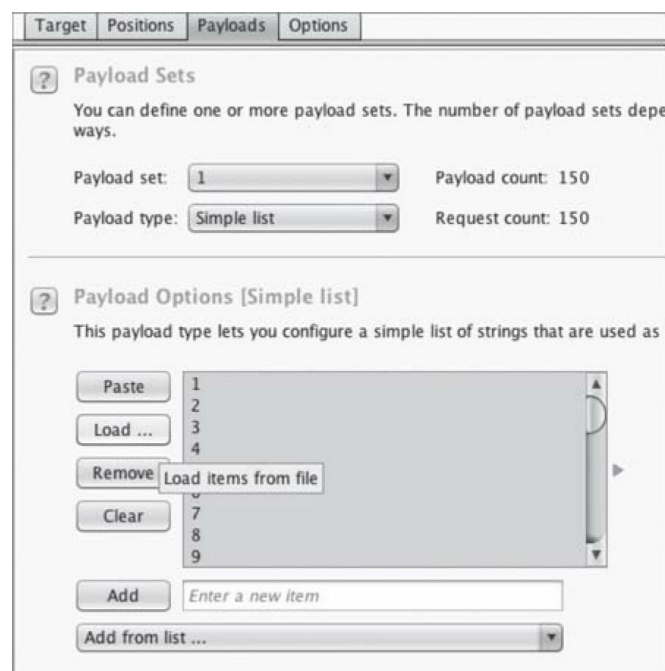 Target Positions Payloads Options
? Payload Sets
You can define one or more payload sets. The number of payload sets depe
ways.
Payload set: 1 Payload count: 150
Payload type: Simple list Request count: 150
? Payload Options [Simple list]
This payload type lets you configure a simple list of strings that are used as
Paste
Load ...
Remove
Clear
1
2
3
4
Load items from file
7
8
9
Add Enter a new item
Add from list ...